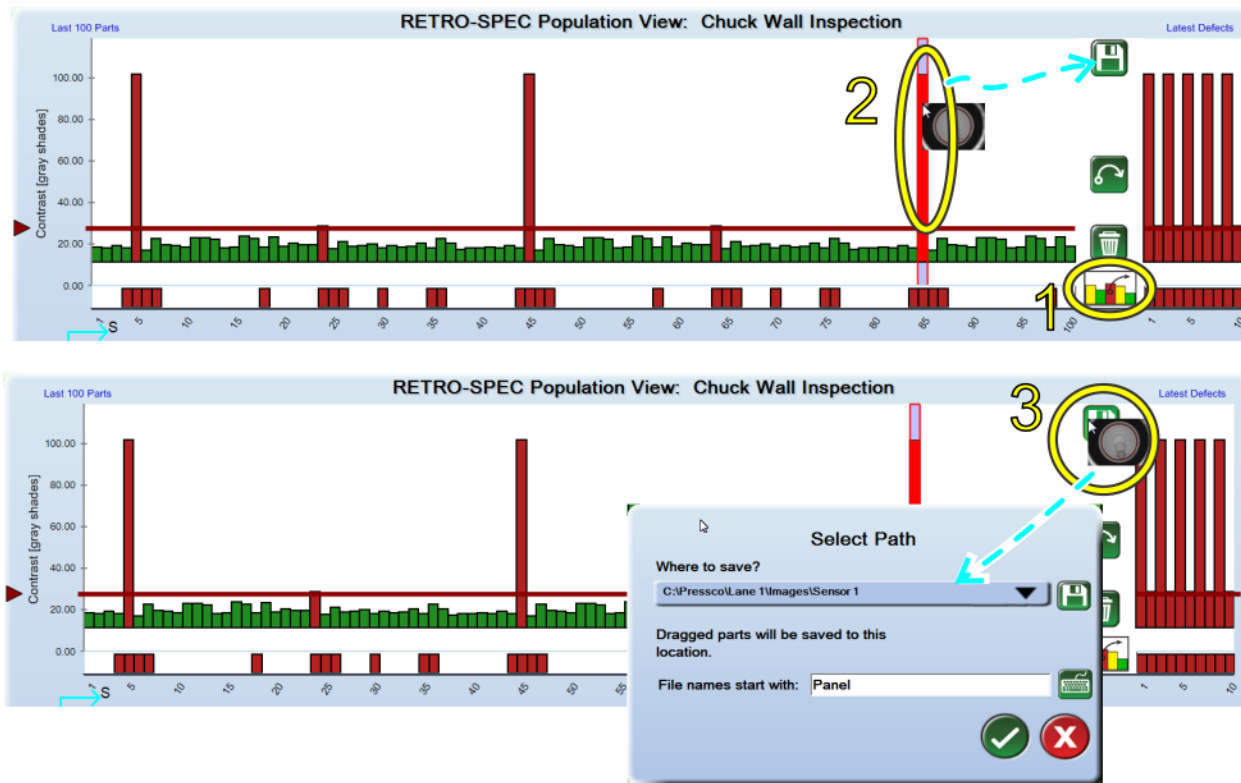 RETRO-SPEC Population View: Chuck Wall Inspection
Last 100 Parts
Latest Defects
Contrast [gray shades]
100.00
80.00
60.00
40.00
20.00
0.00
2
1
1 5 10 15 20 25 30 35 40 45 50 55 60 65 70 75 80 85 90 95 100
1 5 10
S
RETRO-SPEC Population View: Chuck Wall Inspection
Last 100 Parts
Latest Defects
3
Contrast [gray shades]
100.00
80.00
60.00
40.00
20.00
0.00
1 5 10 15 20 25 30 35 40 45 50 55
1 5 10
S
Select Path
Where to save?
C:\Pressco\Lane 1\Images\Sensor 1
Dragged parts will be saved to this
location.
File names start with: Panel